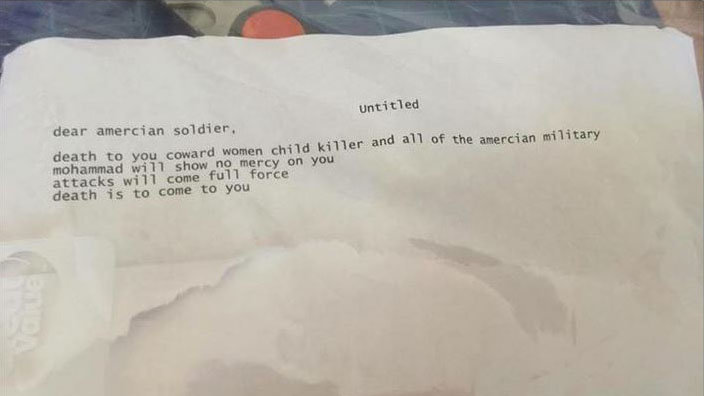 Untitled
dear amercian soldier,
death to you coward women child killer and all of the amercian military
mohammad will show no mercy on you
attacks will come full force
death is to come to you
Value